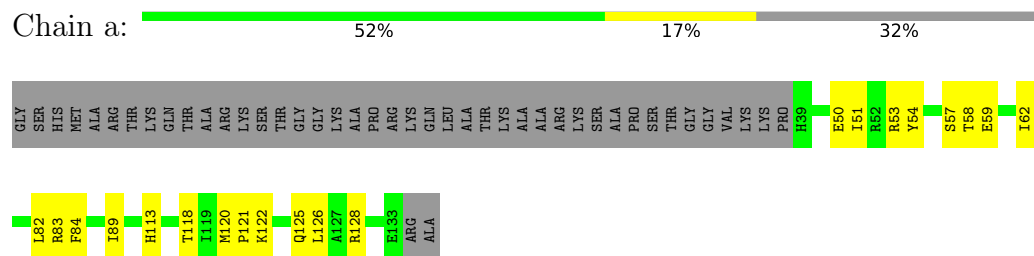 Chain a:
52% 17% 32%
GLY SER HIS MET ALA ARG THR LYS GLN THR ALA ARG LYS SER THR GLY GLY LYS ALA PRO ARG LYS GLN LEU ALA THR LYS ALA ALA ARG LYS SER ALA PRO SER THR GLY GLY VAL LYS LYS PRO H39 E50 I51 R52 R53 Y54 S57 T58 E59 I62
L82 R83 F84 I89 H113 T118 I119 M120 P121 K122 Q125 L126 A127 R128 E133 ARG ALA